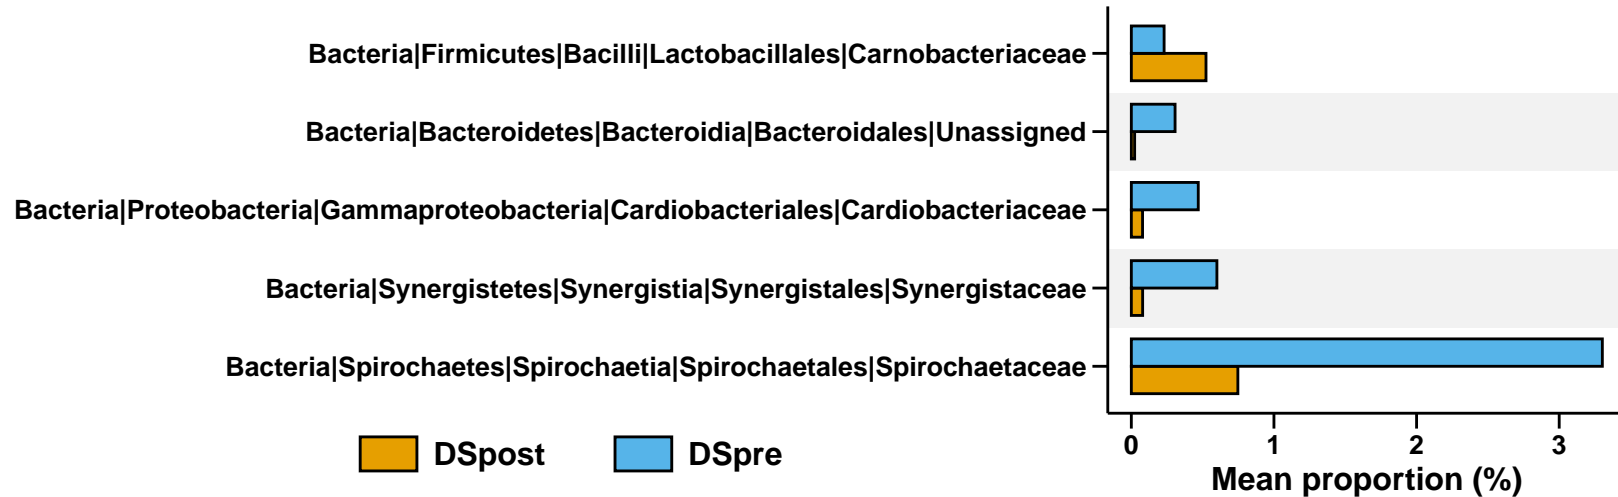 Bacteria|Firmicutes|Bacilli|Lactobacillales|Carnobacteriaceae
Bacteria|Bacteroidetes|Bacteroidia|Bacteroidales|Unassigned
Bacteria|Proteobacteria|Gammaproteobacteria|Cardiobacteriales|Cardiobacteriaceae
Bacteria|Synergistetes|Synergistia|Synergistales|Synergistaceae
Bacteria|Spirochaetes|Spirochaetia|Spirochaetales|Spirochaetaceae
0 1 2 3
Mean proportion (%)
DSpost DSpre